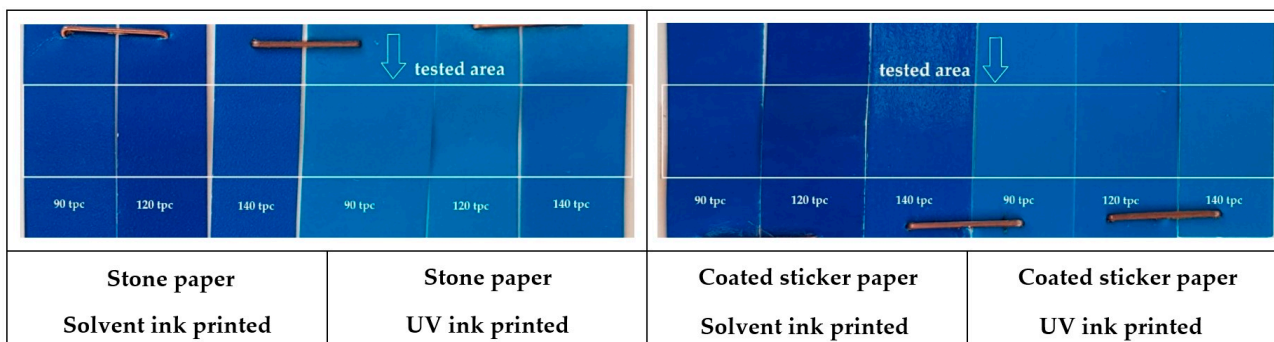 tested area
90 tpc 120 tpc 140 tpc 90 tpc 120 tpc 140 tpc
tested area
90 tpc 120 tpc 140 tpc 90 tpc 120 tpc 140 tpc
Stone paper
Solvent ink printed
Stone paper
UV ink printed
Coated sticker paper
Solvent ink printed
Coated sticker paper
UV ink printed